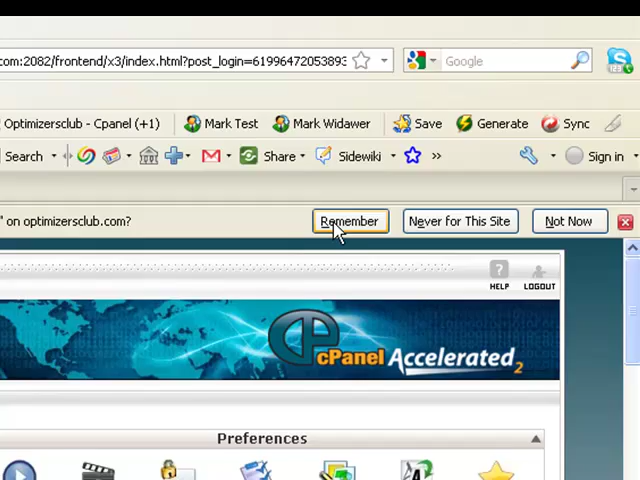 com:2082/frontend/x3/index.html?post_login=61996472053893
Google
Optimizersclub - Cpanel (+1) Mark Test Mark Widawer Save Generate Sync
Search Share Sidewiki » Sign in
" on optimizersclub.com? Remember Never for This Site Not Now
HELP LOGOUT
cPanel Accelerated2
Preferences